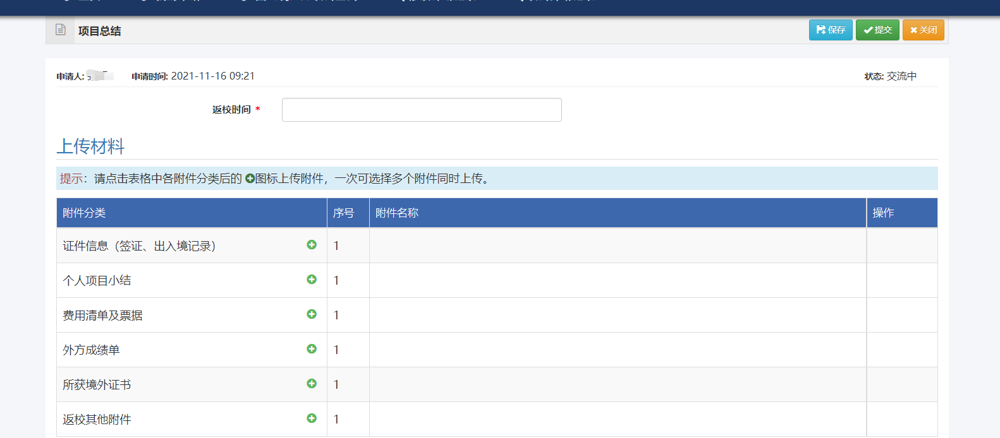 项目总结
保存
提交
关闭
申请人:
申请时间: 2021-11-16 09:21
状态: 交流中
返校时间 *
上传材料
提示：请点击表格中各附件分类后的 图标上传附件，一次可选择多个附件同时上传。
附件分类 序号 附件名称 操作
证件信息（签证、出入境记录） 1
个人项目小结 1
费用清单及票据 1
外方成绩单 1
所获境外证书 1
返校其他附件 1